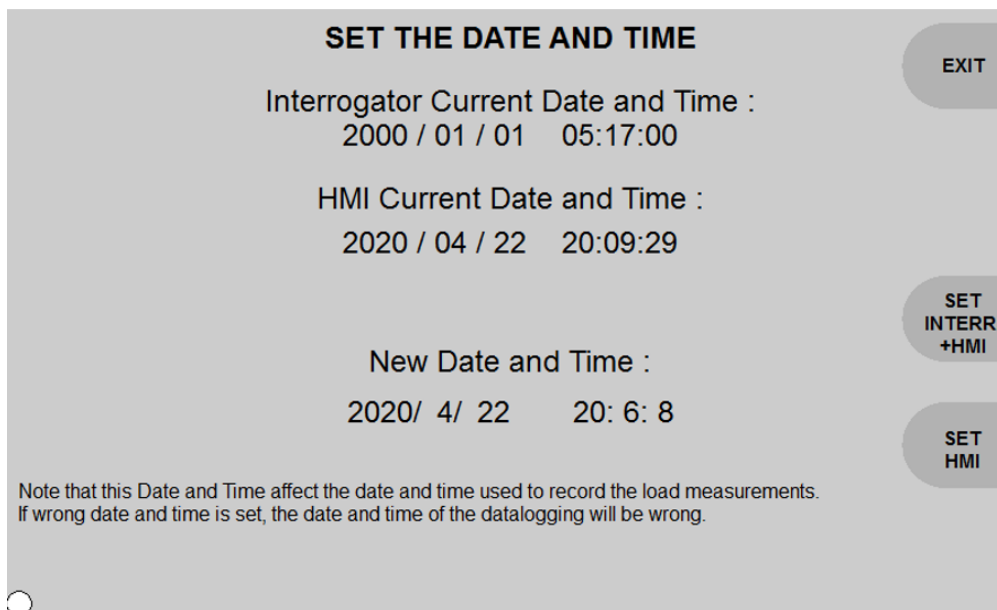 SET THE DATE AND TIME
EXIT
Interrogator Current Date and Time :
2000 / 01 / 01 05:17:00
HMI Current Date and Time :
2020 / 04 / 22 20:09:29
SET
INTERR
+HMI
New Date and Time :
2020/ 4/ 22 20: 6: 8
SET
HMI
Note that this Date and Time affect the date and time used to record the load measurements.
If wrong date and time is set, the date and time of the datalogging will be wrong.